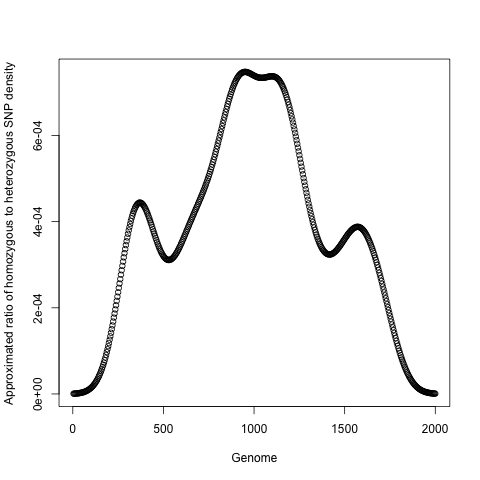 Approximated ratio of homozygous to heterozygous SNP density
6e-04
4e-04
2e-04
0e+00
0 500 1000 1500 2000
Genome